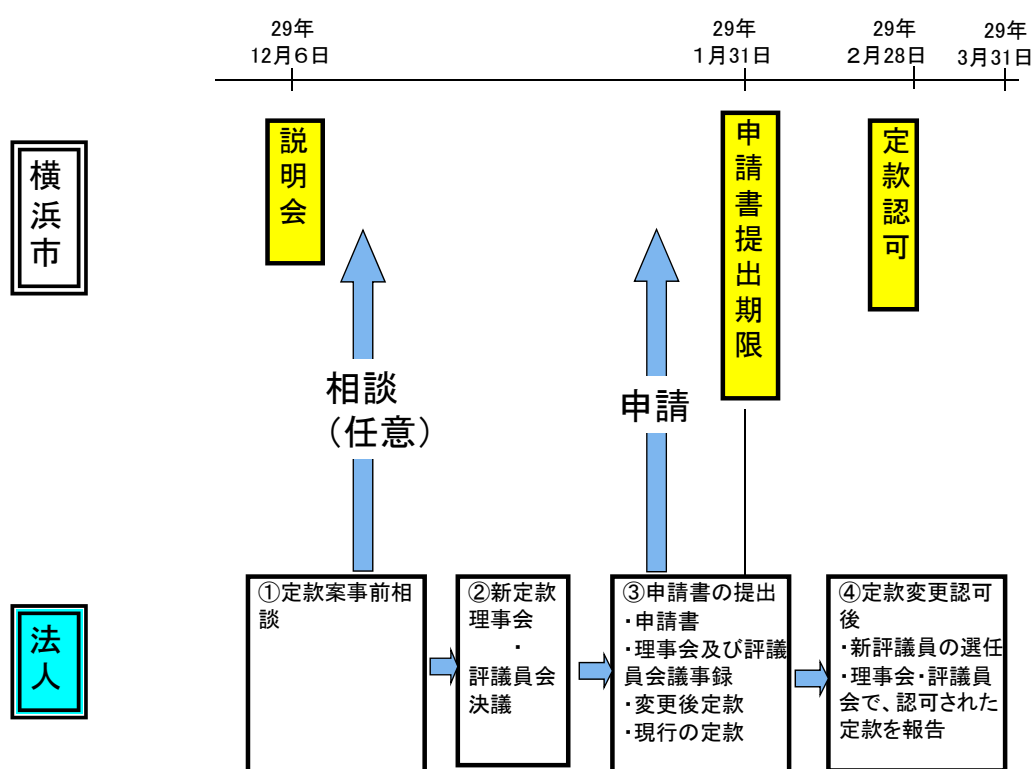 29年
12月6日
29年
1月31日
29年
2月28日
29年
3月31日
横浜市
説明会
申請書提出期限
定款認可
相談
（任意）
申請
法人
①定款案事前相
談
②新定款
理事会
・
評議員会
決議
③申請書の提出
・申請書
・理事会及び評議
員会議事録
・変更後定款
・現行の定款
④定款変更認可
後
・新評議員の選任
・理事会・評議員
会で、認可された
定款を報告